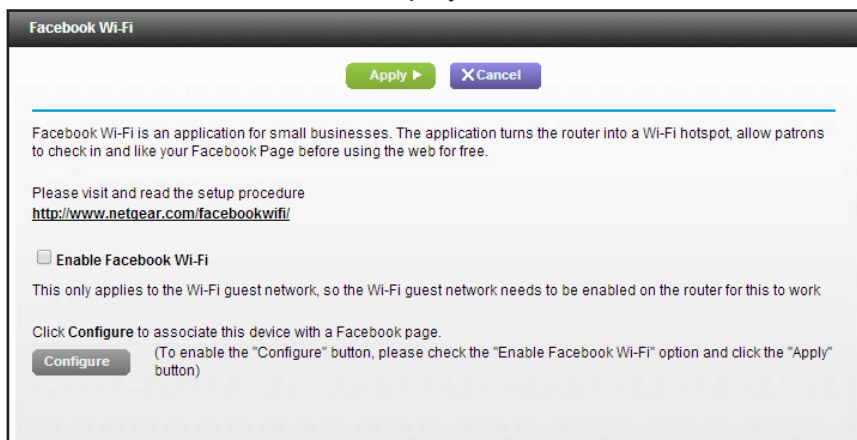 Facebook Wi-Fi
Apply ▶
X Cancel
Facebook Wi-Fi is an application for small businesses. The application turns the router into a Wi-Fi hotspot, allow patrons
to check in and like your Facebook Page before using the web for free.
Please visit and read the setup procedure
http://www.netgear.com/facebookwifi/
Enable Facebook Wi-Fi
This only applies to the Wi-Fi guest network, so the Wi-Fi guest network needs to be enabled on the router for this to work
Click Configure to associate this device with a Facebook page.
Configure
(To enable the "Configure" button, please check the "Enable Facebook Wi-Fi" option and click the "Apply"
button)